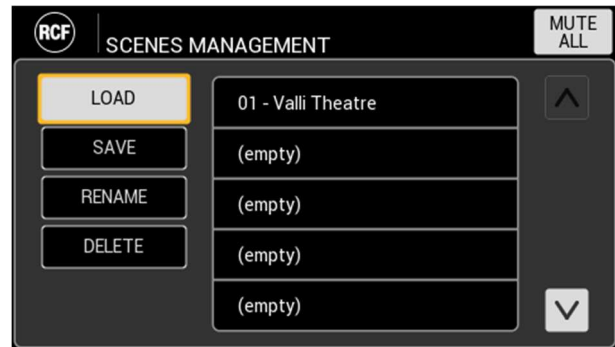 RCF
SCENES MANAGEMENT
MUTE
ALL
LOAD
SAVE
RENAME
DELETE
01 - Valli Theatre
(empty)
(empty)
(empty)
(empty)